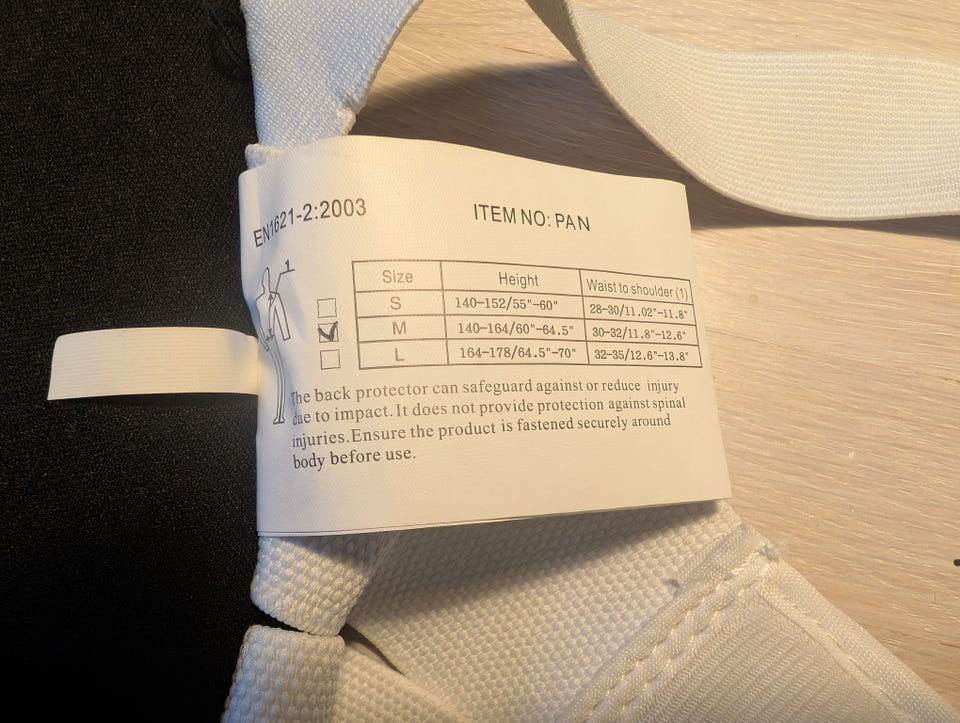 EN1621-2:2003
ITEM NO: PAN
1
Size Height Waist to shoulder (1)
S 140-152/55"-60" 28-30/11.02"-11.8"
M 140-164/60"-64.5" 30-32/11.8"-12.6"
L 164-178/64.5"-70" 32-35/12.6"-13.8"
The back protector can safeguard against or reduce injury
due to impact. It does not provide protection against spinal
injuries. Ensure the product is fastened securely around
body before use.